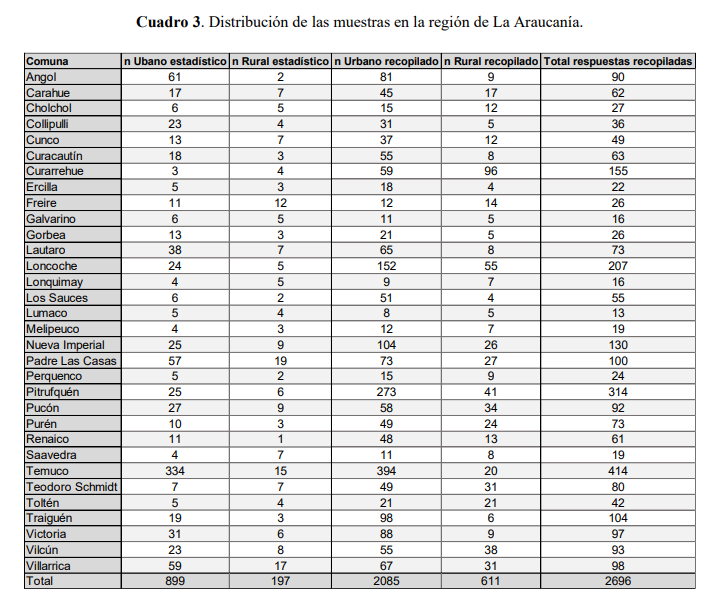 Cuadro 3. Distribución de las muestras en la región de La Araucanía.
Comuna n Ubano estadístico n Rural estadístico n Urbano recopilado n Rural recopilado Total respuestas recopiladas
Angol 61 2 81 9 90
Carahue 17 7 45 17 62
Cholchol 6 5 15 12 27
Collipulli 23 4 31 5 36
Cunco 13 7 37 12 49
Curacautín 18 3 55 8 63
Curarrehue 3 4 59 96 155
Ercilla 5 3 18 4 22
Freire 11 12 12 14 26
Galvarino 6 5 11 5 16
Gorbea 13 3 21 5 26
Lautaro 38 7 65 8 73
Loncoche 24 5 152 55 207
Lonquimay 4 5 9 7 16
Los Sauces 6 2 51 4 55
Lumaco 5 4 8 5 13
Melipeuco 4 3 12 7 19
Nueva Imperial 25 9 104 26 130
Padre Las Casas 57 19 73 27 100
Perquenco 5 2 15 9 24
Pitrufquén 25 6 273 41 314
Pucón 27 9 58 34 92
Purén 10 3 49 24 73
Renaico 11 1 48 13 61
Saavedra 4 7 11 8 19
Temuco 334 15 394 20 414
Teodoro Schmidt 7 7 49 31 80
Toltén 5 4 21 21 42
Traiguén 19 3 98 6 104
Victoria 31 6 88 9 97
Vilcún 23 8 55 38 93
Villarrica 59 17 67 31 98
Total 899 197 2085 611 2696